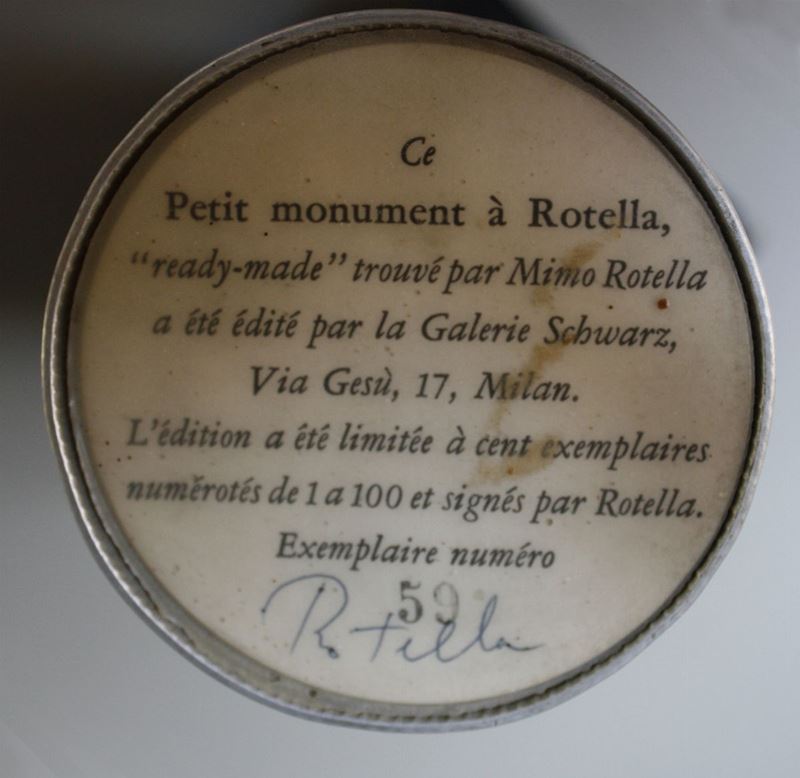 Ce
Petit monument à Rotella,
“ready-made” trouvé par Mimo Rotella
a été édité par la Galerie Schwarz,
Via Gesù, 17, Milan.
L'édition a été limitée à cent exemplaires
numérotés de 1 a 100 et signés par Rotella.
Exemplaire numéro
59
Rotella